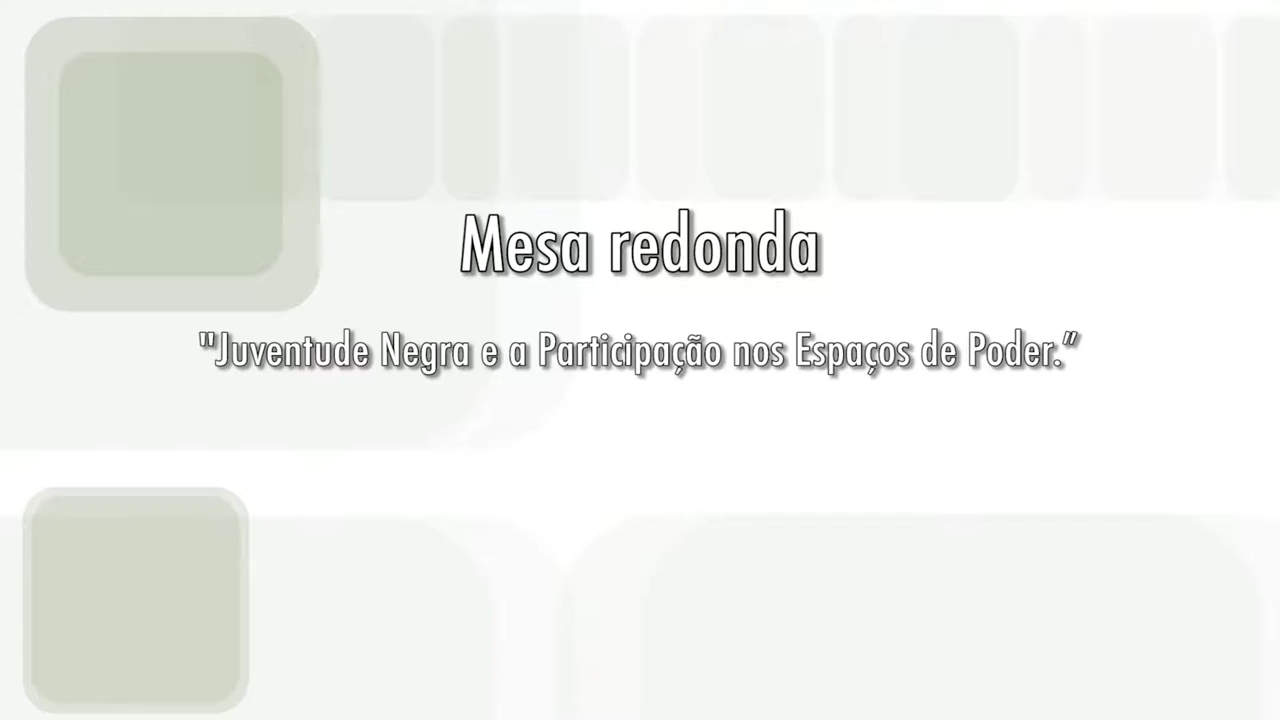 Mesa redonda
"Juventude Negra e a Participação nos Espaços de Poder.”